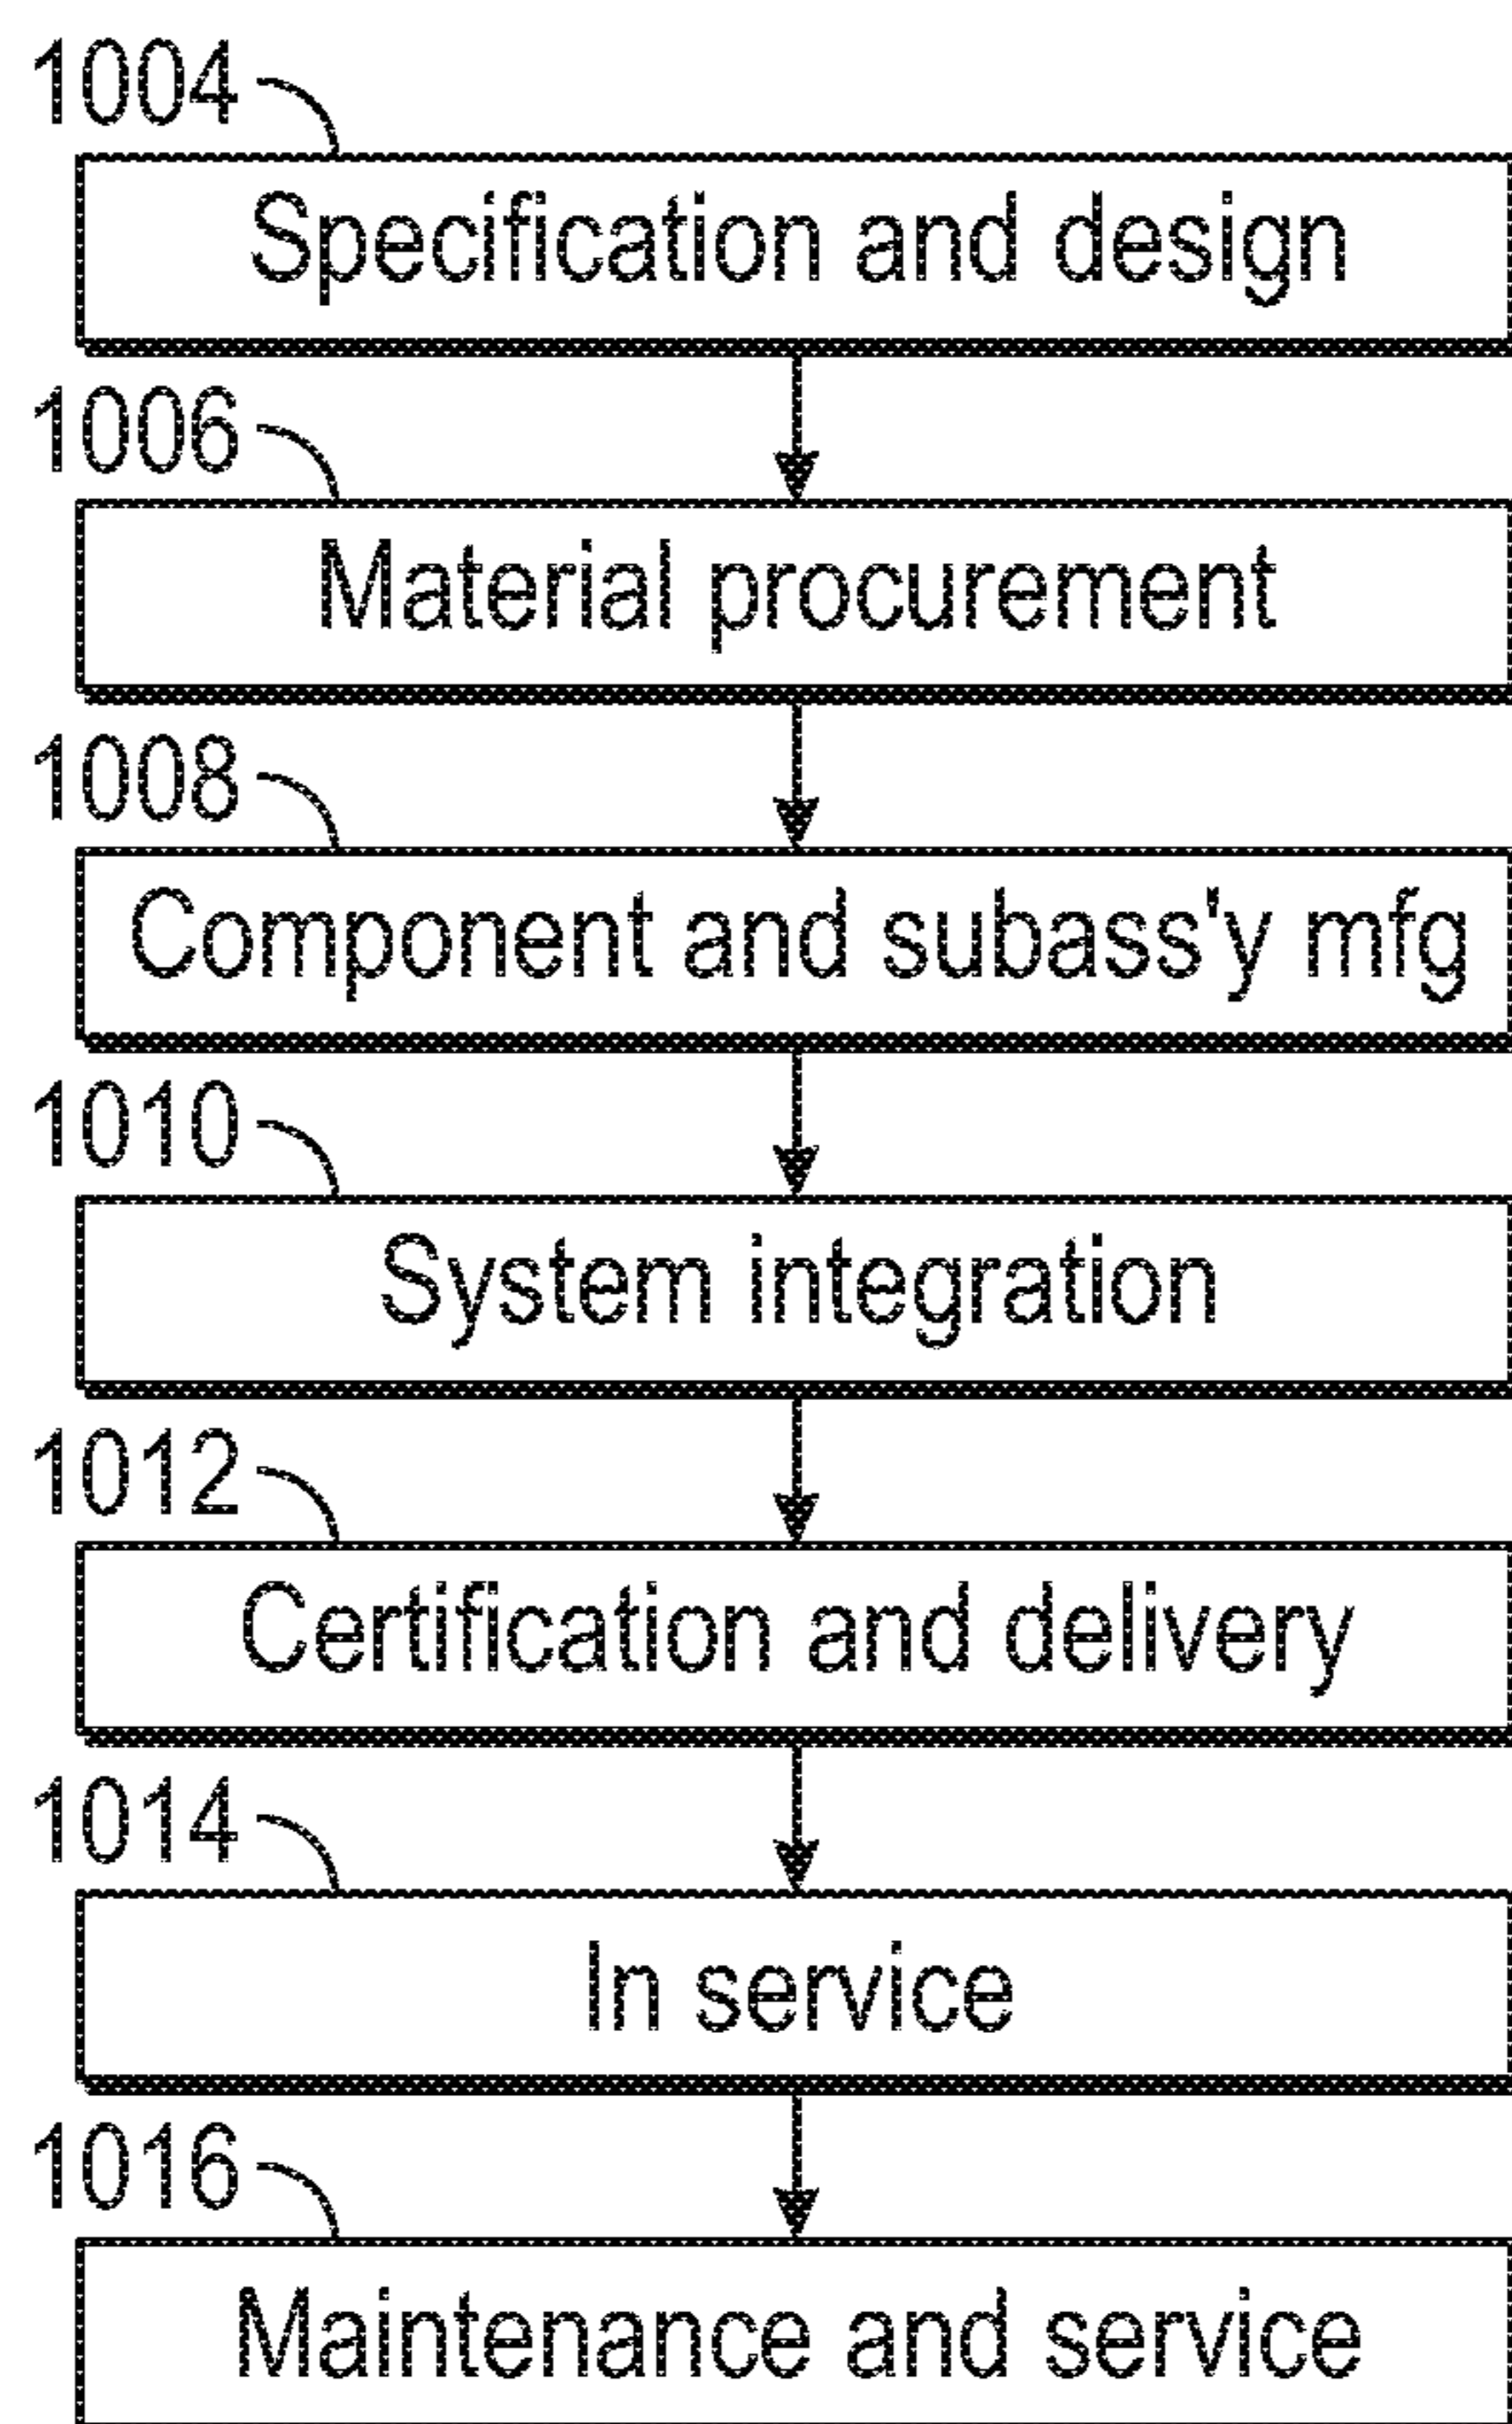 1004
Specification and design
1006
Material procurement
1008
Component and subass'y mfg
1010
System integration
1012
Certification and delivery
1014
In service
1016
Maintenance and service